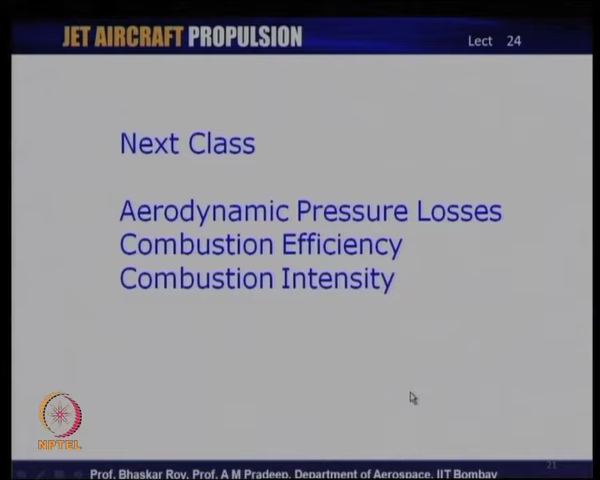 JET AIRCRAFT PROPULSION
Lect 24
Next Class
Aerodynamic Pressure Losses
Combustion Efficiency
Combustion Intensity
NPTEL
21
Prof. Bhaskar Roy, Prof. A M Pradeep, Department of Aerospace, IIT Bombay